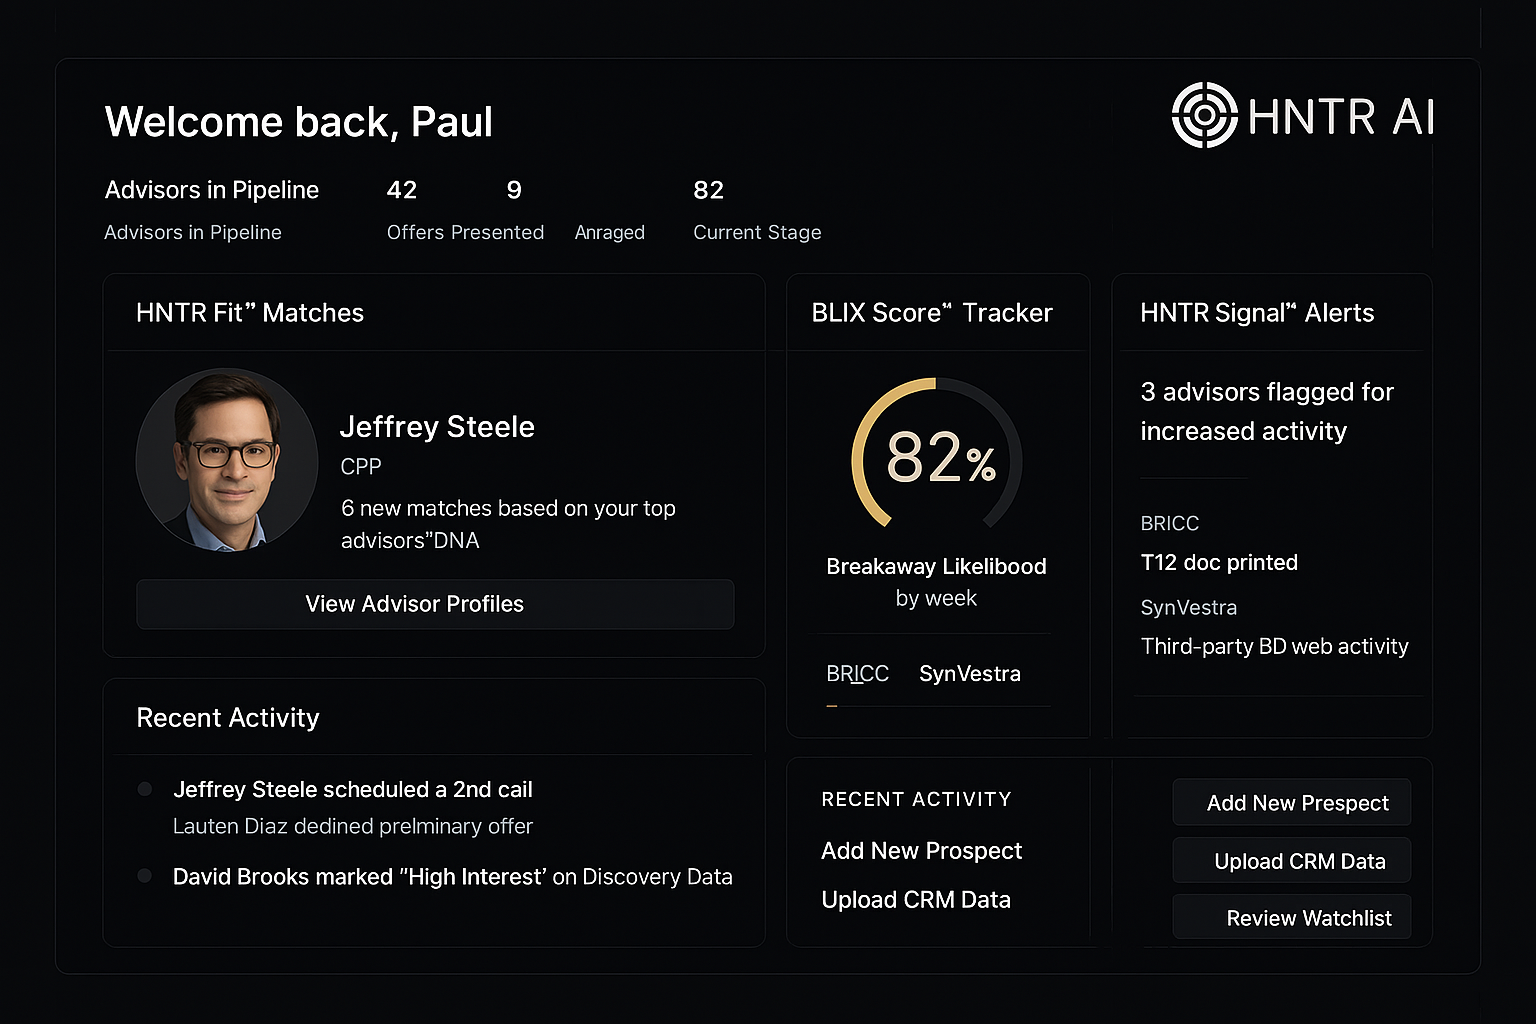 Welcome back, Paul
HNTR AI
Advisors in Pipeline 42 9 82
Advisors in Pipeline Offers Presented Anraged Current Stage
HNTR Fit" Matches
Jeffrey Steele
CPP
6 new matches based on your top
advisors"DNA
View Advisor Profiles
BLIX Score™ Tracker
82%
Breakaway Likelibood
by week
BRICC SynVestra
HNTR Signal™ Alerts
3 advisors flagged for
increased activity
BRICC
T12 doc printed
SynVestra
Third-party BD web activity
Recent Activity
Jeffrey Steele scheduled a 2nd cail
Lauten Diaz dedined prelminary offer
David Brooks marked "High Interest' on Discovery Data
RECENT ACTIVITY
Add New Prospect
Upload CRM Data
Add New Prespect
Upload CRM Data
Review Watchlist